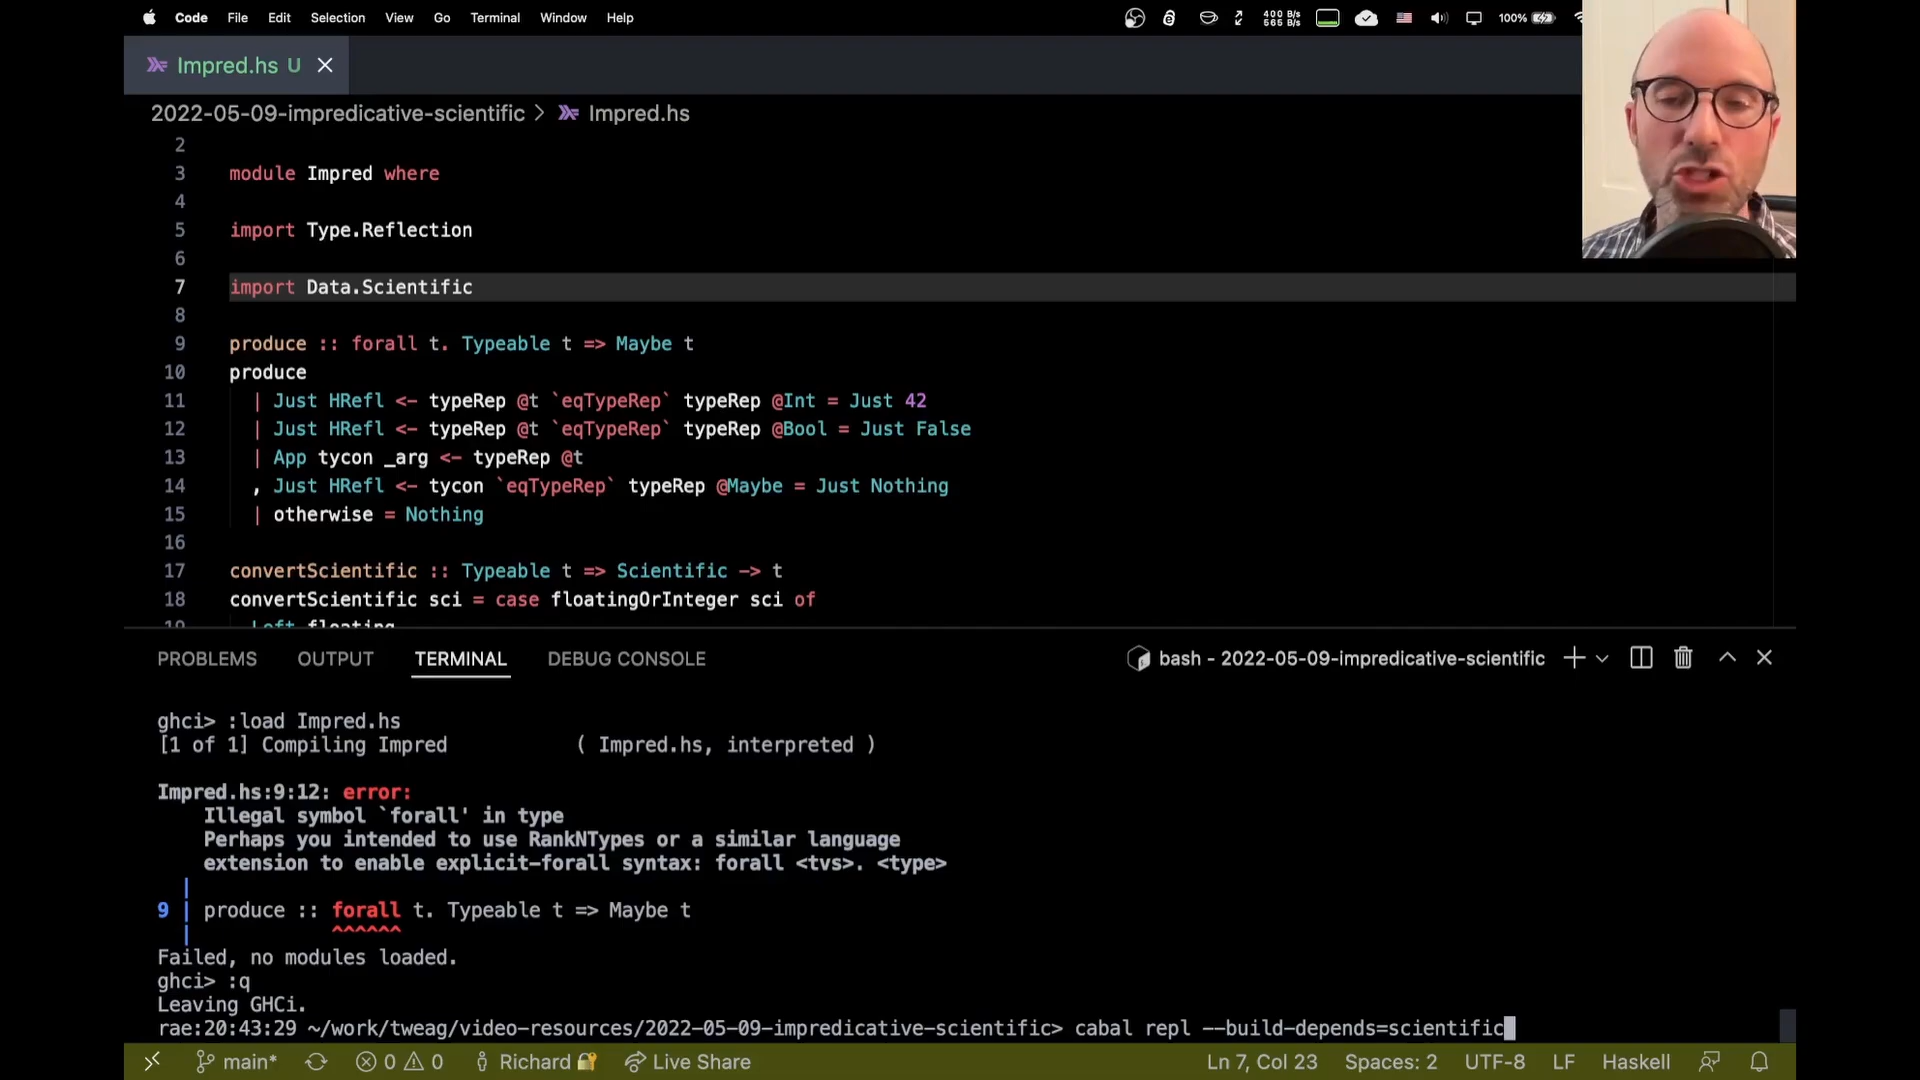 Code File Edit Selection View Go Terminal Window Help 400 B/s 565 B/s 100%
Impred.hs U
2022-05-09-impredicative-scientific > Impred.hs
2
3 module Impred where
4
5 import Type.Reflection
6
7 import Data.Scientific
8
9 produce :: forall t. Typeable t => Maybe t
10 produce
11 | Just HRefl <- typeRep @t `eqTypeRep` typeRep @Int = Just 42
12 | Just HRefl <- typeRep @t `eqTypeRep` typeRep @Bool = Just False
13 | App tycon _arg <- typeRep @t
14 , Just HRefl <- tycon `eqTypeRep` typeRep @Maybe = Just Nothing
15 | otherwise = Nothing
16
17 convertScientific :: Typeable t => Scientific -> t
18 convertScientific sci = case floatingOrInteger sci of
19 Left floating
PROBLEMS OUTPUT TERMINAL DEBUG CONSOLE bash - 2022-05-09-impredicative-scientific
ghci> :load Impred.hs
[1 of 1] Compiling Impred ( Impred.hs, interpreted )
Impred.hs:9:12: error:
Illegal symbol `forall' in type
Perhaps you intended to use RankNTypes or a similar language
extension to enable explicit-forall syntax: forall <tvs>. <type>
|
9 | produce :: forall t. Typeable t => Maybe t
| ^^^^^^
Failed, no modules loaded.
ghci> :q
Leaving GHCi.
rae:20:43:29 ~/work/tweag/video-resources/2022-05-09-impredicative-scientific> cabal repl --build-depends=scientific
main* 0 0 Richard Live Share Ln 7, Col 23 Spaces: 2 UTF-8 LF Haskell